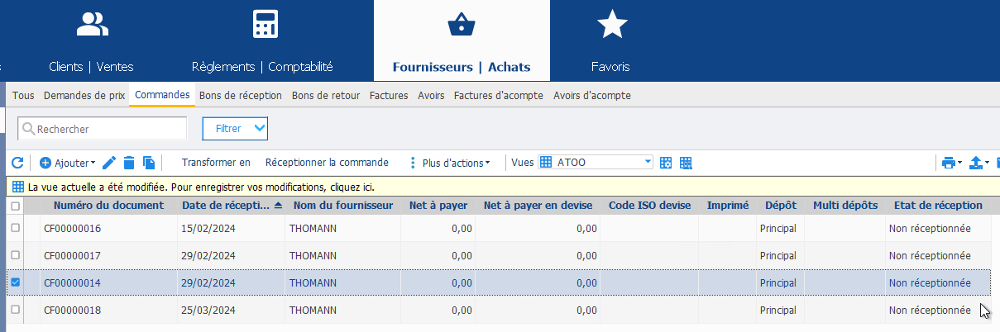 s Clients | Ventes Règlements | Comptabilité Fournisseurs | Achats Favoris
Tous Demandes de prix Commandes Bons de réception Bons de retour Factures Avoirs Factures d'acompte Avoirs d'acompte
Rechercher Filtrer
Ajouter Transformer en Réceptionner la commande Plus d'actions Vues ATOO
La vue actuelle a été modifiée. Pour enregistrer vos modifications, cliquez ici.
Numéro du document Date de récepti... Nom du fournisseur Net à payer Net à payer en devise Code ISO devise Imprimé Dépôt Multi dépôts Etat de réception
CF00000016 15/02/2024 THOMANN 0,00 0,00 Principal Non réceptionnée
CF00000017 29/02/2024 THOMANN 0,00 0,00 Principal Non réceptionnée
CF00000014 29/02/2024 THOMANN 0,00 0,00 Principal Non réceptionnée
CF00000018 25/03/2024 THOMANN 0,00 0,00 Principal Non réceptionnée